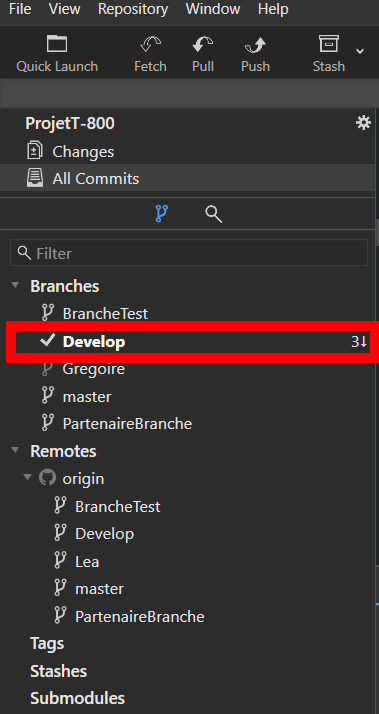 File View Repository Window Help
Quick Launch Fetch Pull Push Stash
ProjetT-800
Changes
All Commits
Filter
Branches
BrancheTest
Develop 3↓
Gregoire
master
PartenaireBranche
Remotes
origin
BrancheTest
Develop
Lea
master
PartenaireBranche
Tags
Stashes
Submodules